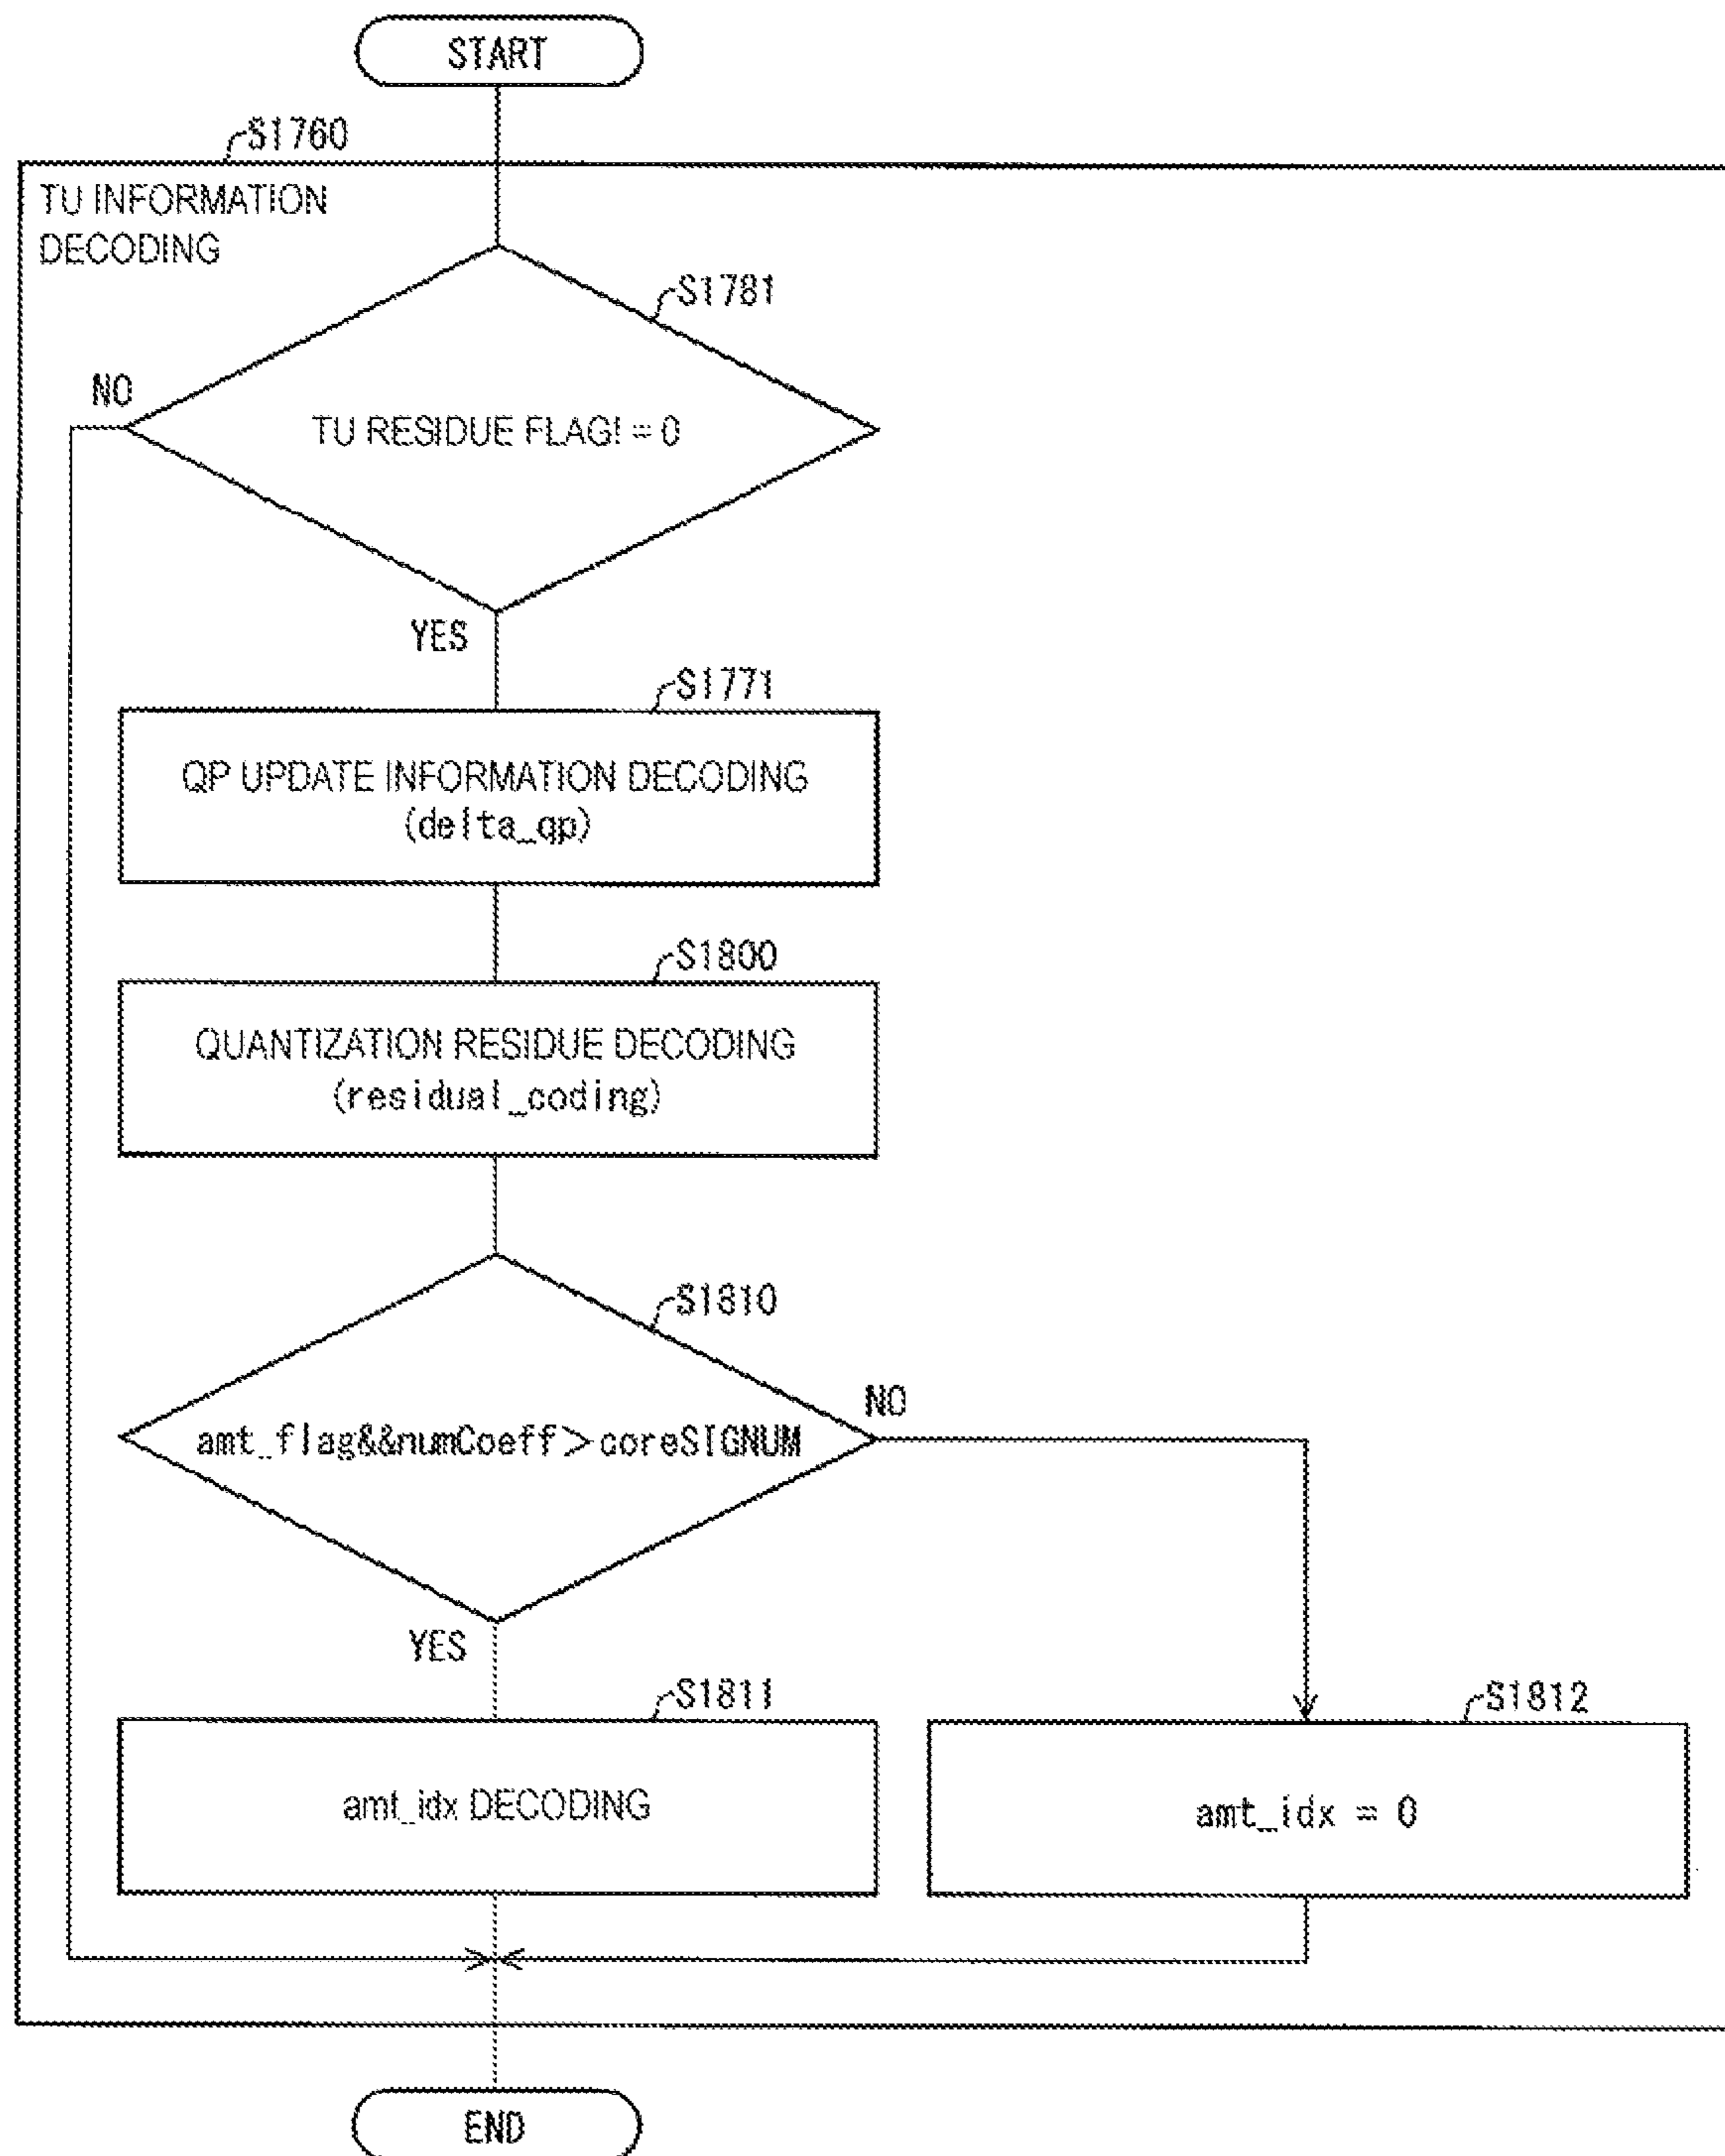 START
S1760
TU INFORMATION
DECODING
S1781
NO
TU RESIDUE FLAG! = 0
YES
S1771
QP UPDATE INFORMATION DECODING
(delta_qp)
S1800
QUANTIZATION RESIDUE DECODING
(residual_coding)
S1810
NO
amt_flag&&numCoeff>coreSIGNUM
YES
S1811
S1812
amt_idx DECODING
amt_idx = 0
END